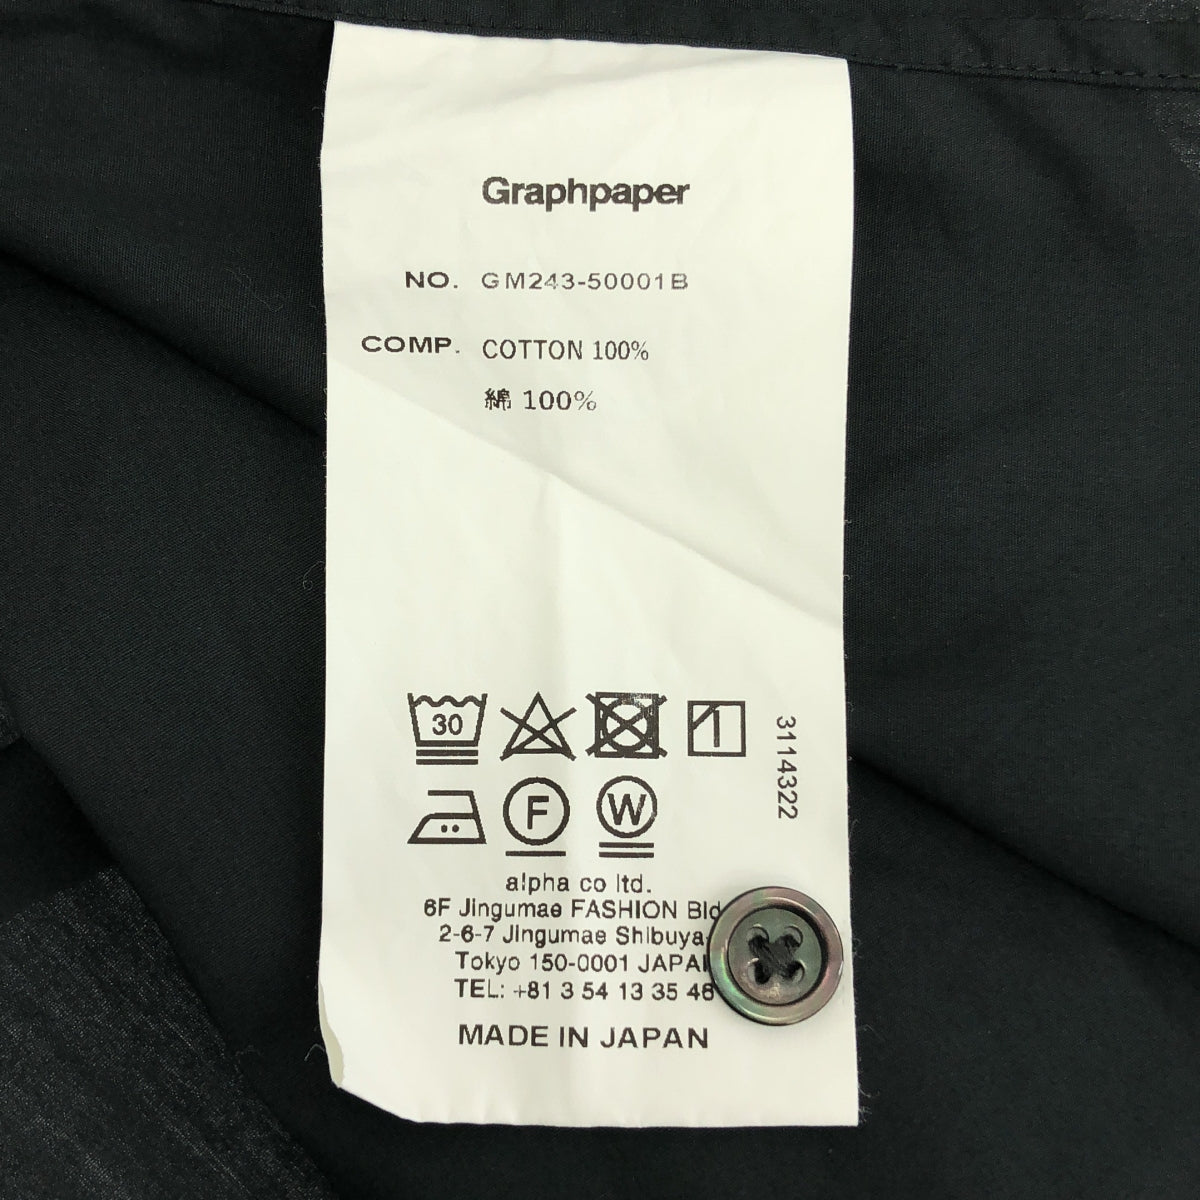 Graphpaper
NO. GM243-50001B
COMP. COTTON 100%
綿 100%
30
3114322
F
W
alpha co ltd.
6F Jingumae FASHION Bld
2-6-7 Jingumae Shibuya-
Tokyo 150-0001 JAPAN
TEL: +81 3 54 13 35 46
MADE IN JAPAN